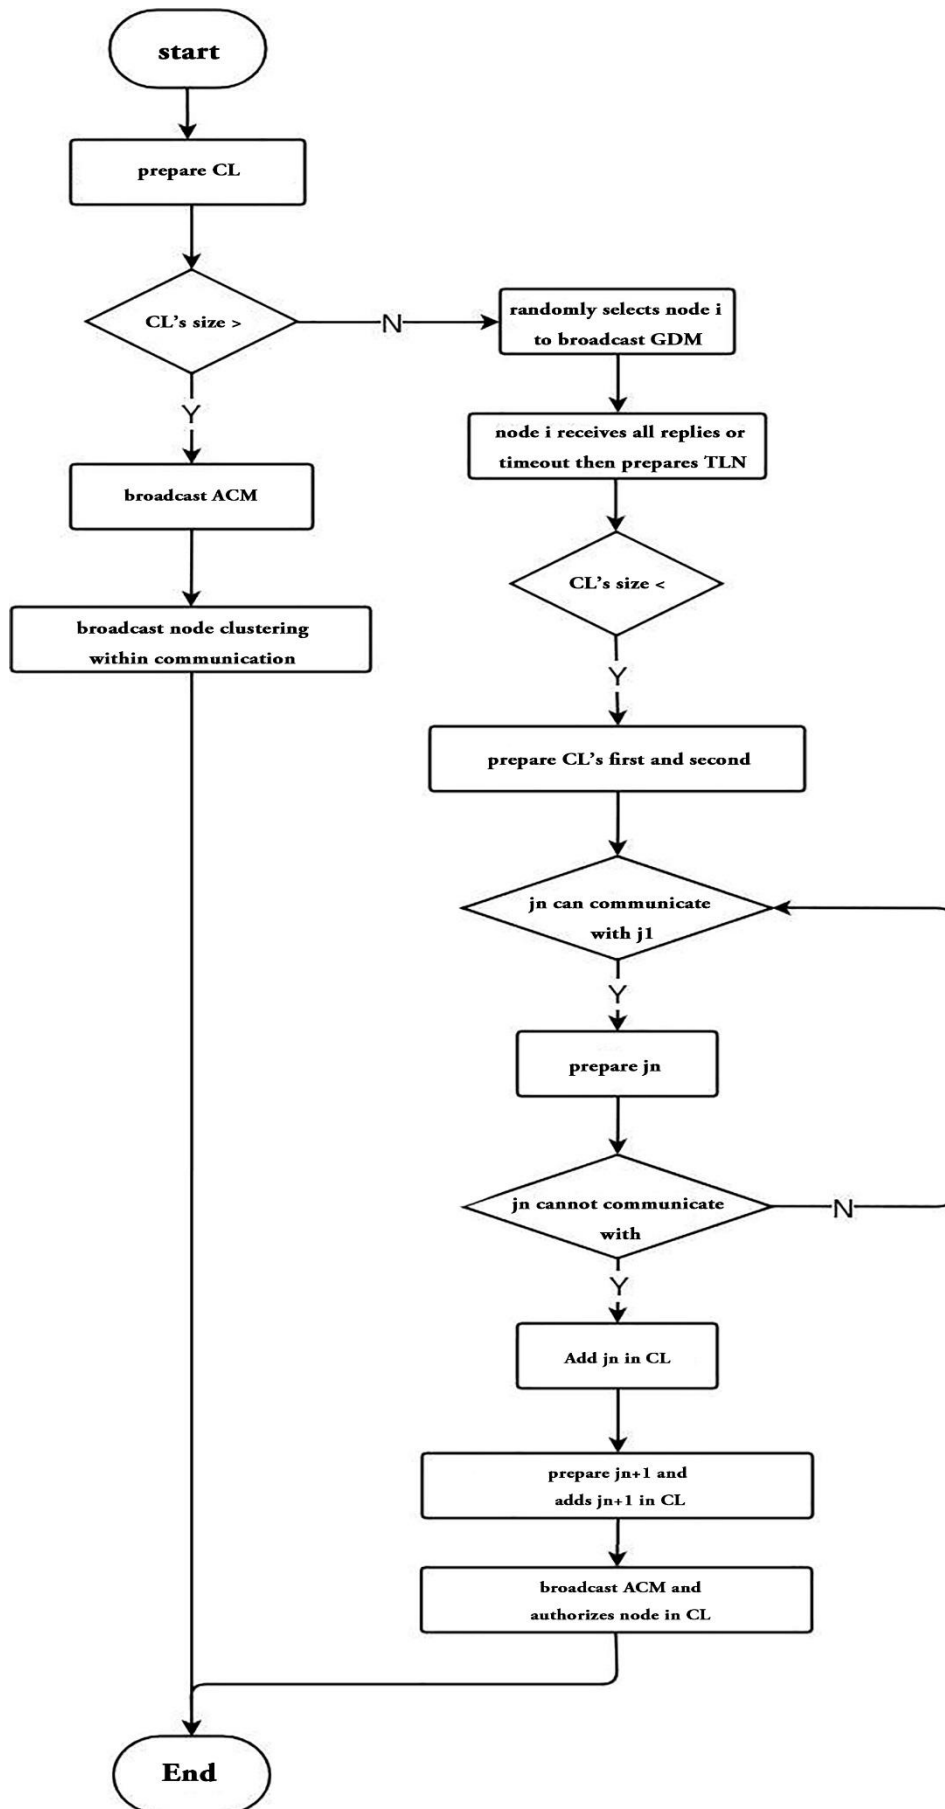 start
prepare CL
CL's size >
N
randomly selects node i
to broadcast GDM
Y
node i receives all replies or
timeout then prepares TLN
broadcast ACM
CL's size <
broadcast node clustering
within communication
Y
prepare CL's first and second
jn can communicate
with j1
Y
prepare jn
jn cannot communicate
with
N
Y
Add jn in CL
prepare jn+1 and
adds jn+1 in CL
broadcast ACM and
authorizes node in CL
End